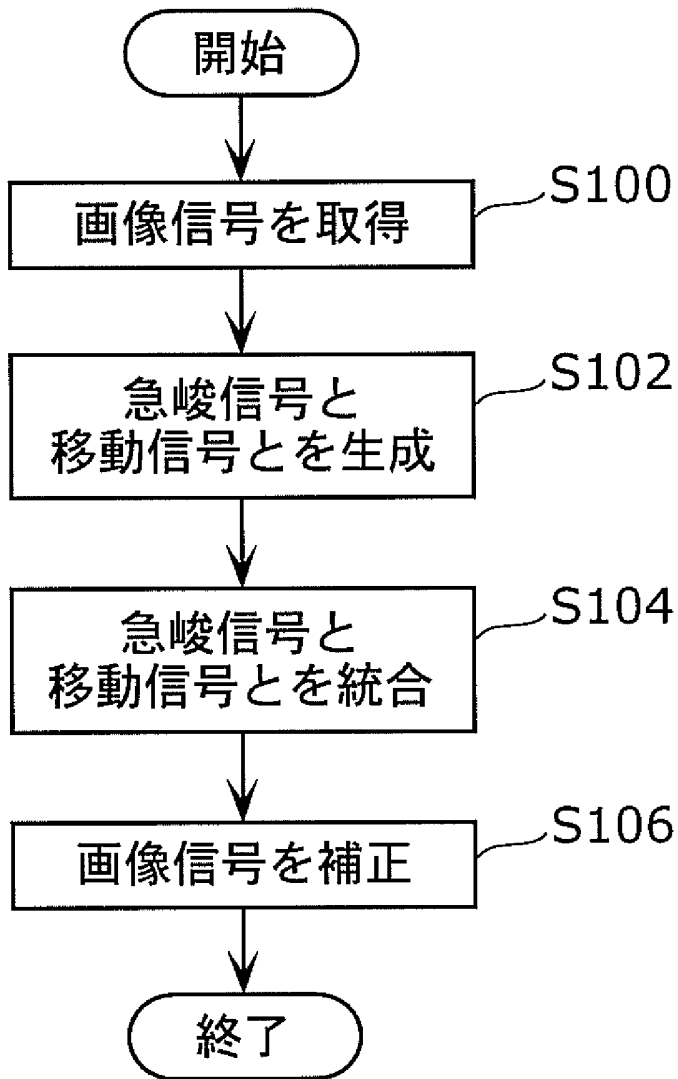 開始
画像信号を取得
S100
急峻信号と
移動信号とを生成
S102
急峻信号と
移動信号とを統合
S104
画像信号を補正
S106
終了